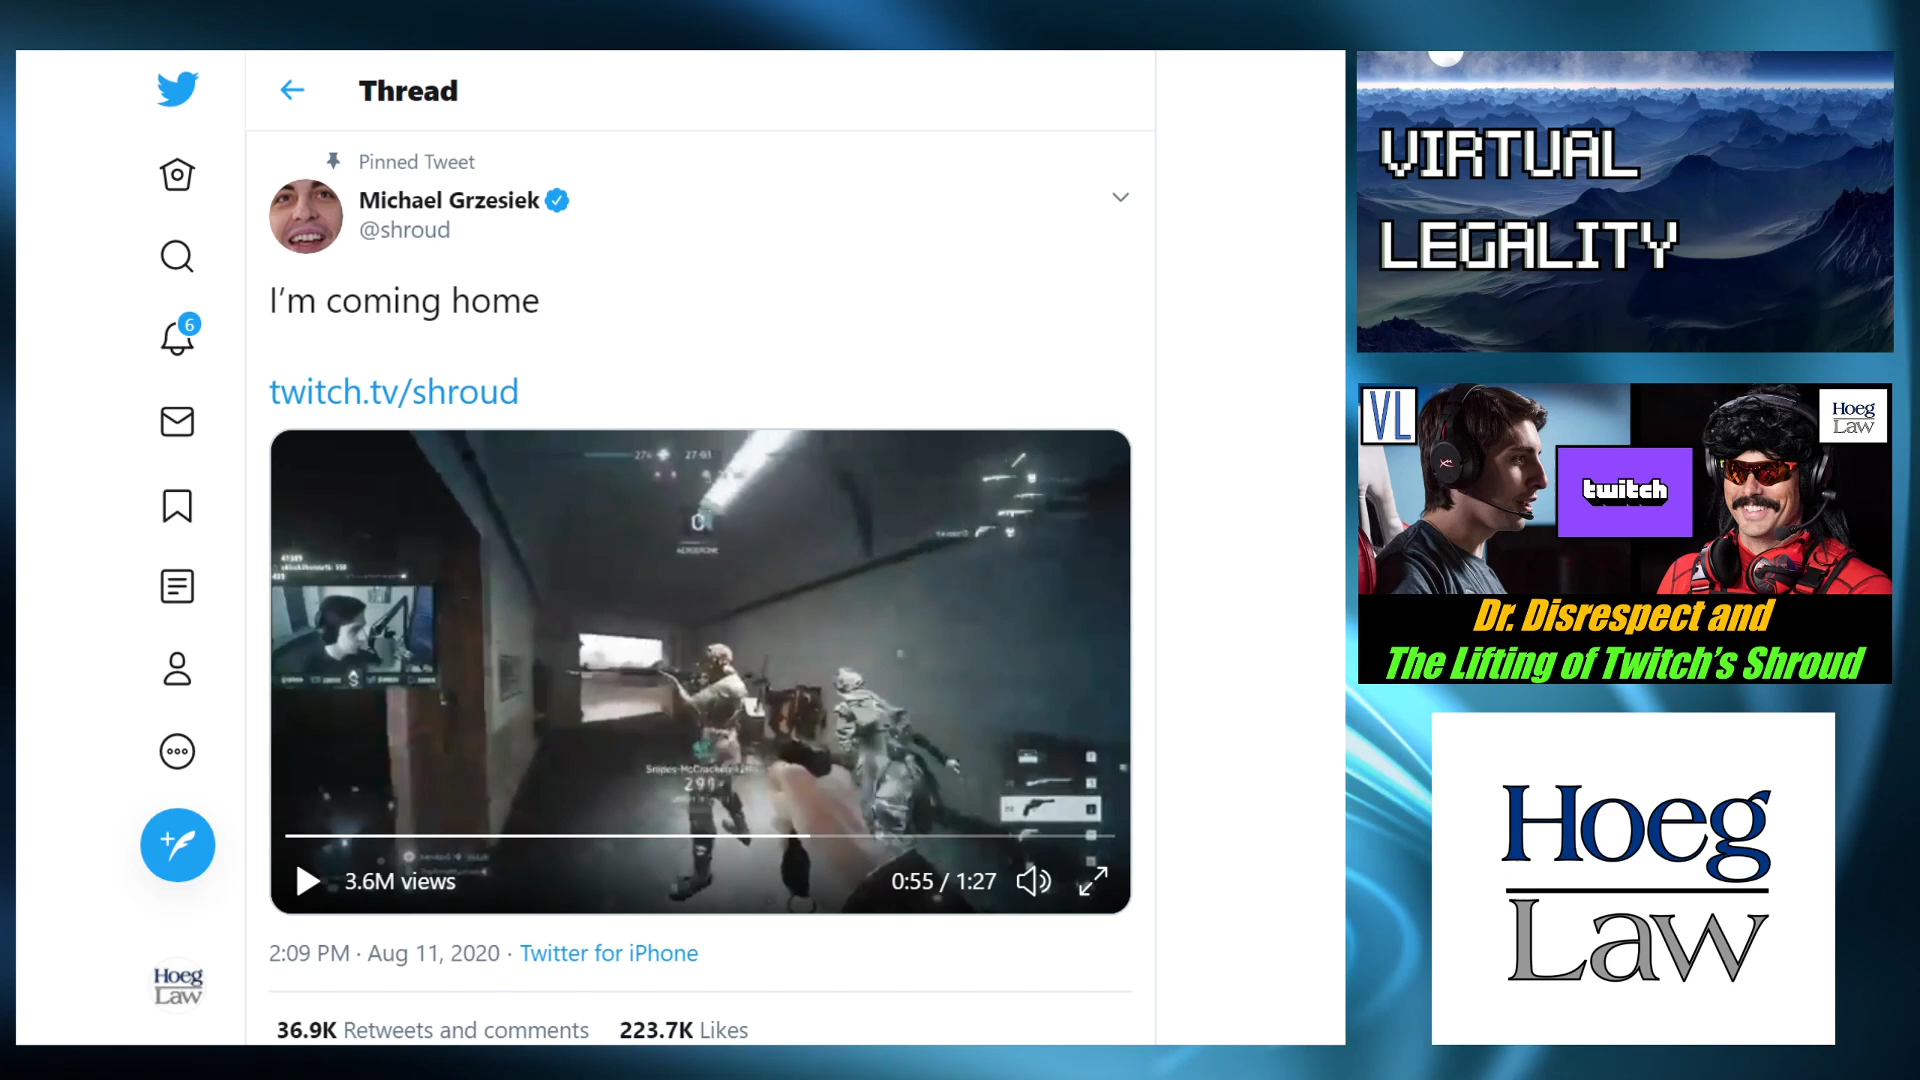 Thread
Pinned Tweet
Michael Grzesiek
@shroud
6
I'm coming home
twitch.tv/shroud
27
C
3.6M views
0:55 / 1:27
2:09 PM · Aug 11, 2020 · Twitter for iPhone
36.9K Retweets and comments 223.7K Likes
Hoeg
Law
VIRTUAL
LEGALITY
VL
Hoeg
Law
twitch
Dr. Disrespect and
The Lifting of Twitch's Shroud
Hoeg
Law